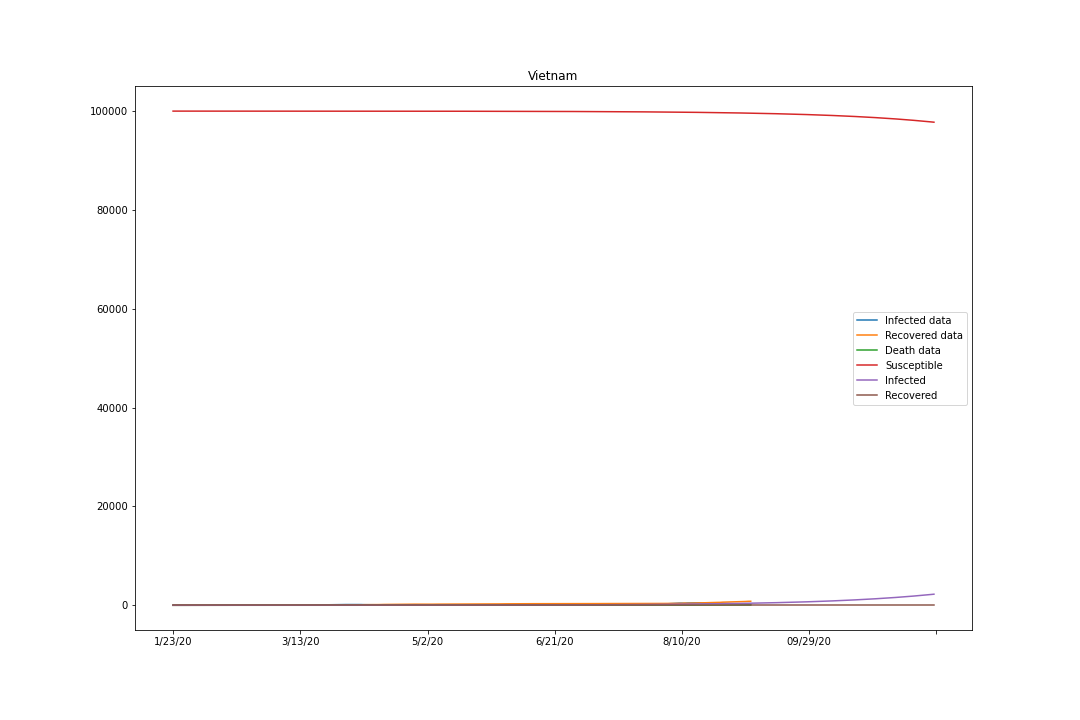 Vietnam
100000
80000
60000
40000
20000
0
Infected data
Recovered data
Death data
Susceptible
Infected
Recovered
1/23/20 3/13/20 5/2/20 6/21/20 8/10/20 09/29/20